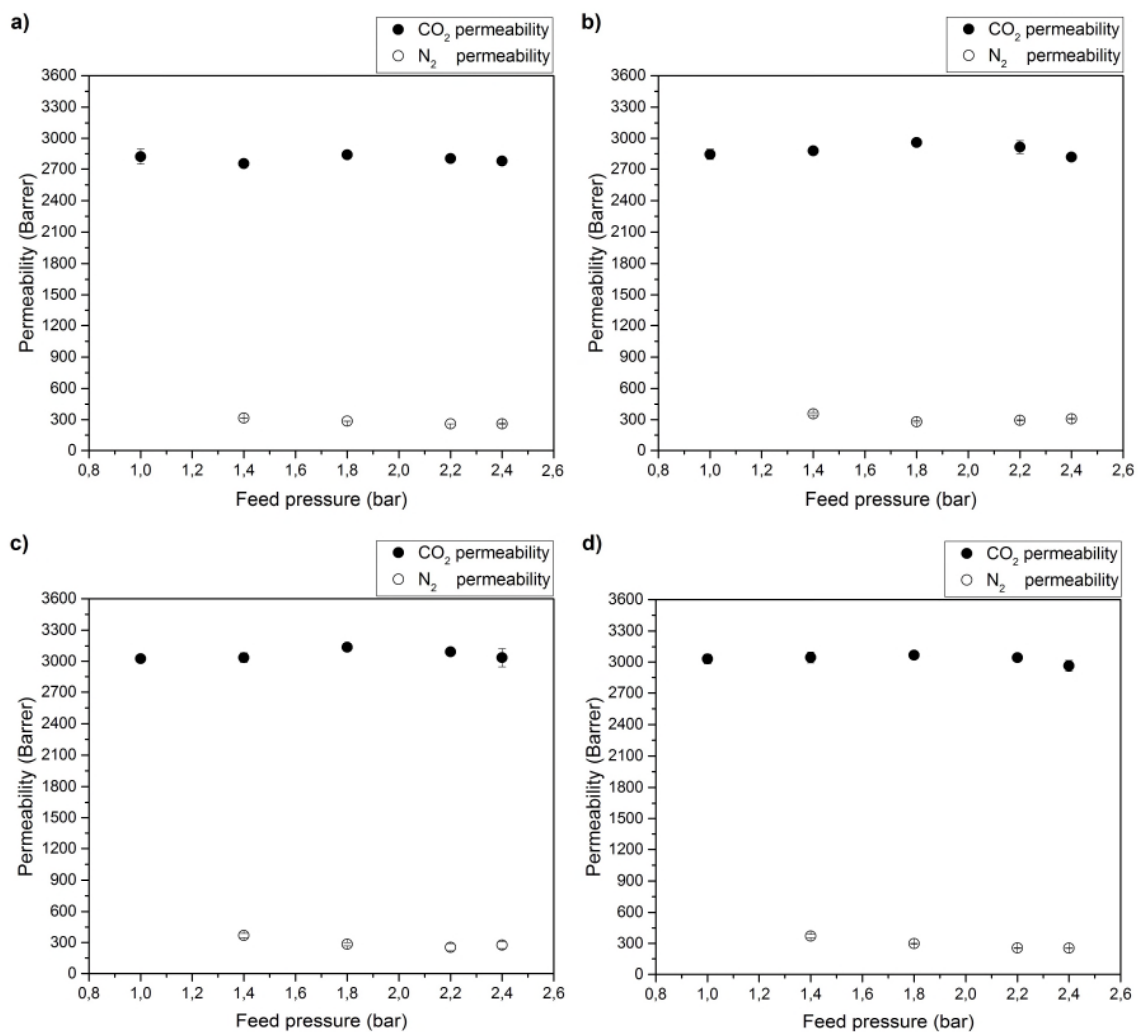 a)
CO2 permeability
N2 permeability
3600
3300
3000
2700
2400
2100
1800
1500
1200
900
600
300
0
Permeability (Barrer)
0,8 1,0 1,2 1,4 1,6 1,8 2,0 2,2 2,4 2,6
Feed pressure (bar)
b)
CO2 permeability
N2 permeability
3600
3300
3000
2700
2400
2100
1800
1500
1200
900
600
300
0
Permeability (Barrer)
0,8 1,0 1,2 1,4 1,6 1,8 2,0 2,2 2,4 2,6
Feed pressure (bar)
c)
CO2 permeability
N2 permeability
3600
3300
3000
2700
2400
2100
1800
1500
1200
900
600
300
0
Permeability (Barrer)
0,8 1,0 1,2 1,4 1,6 1,8 2,0 2,2 2,4 2,6
Feed pressure (bar)
d)
CO2 permeability
N2 permeability
3600
3300
3000
2700
2400
2100
1800
1500
1200
900
600
300
0
Permeability (Barrer)
0,8 1,0 1,2 1,4 1,6 1,8 2,0 2,2 2,4 2,6
Feed pressure (bar)